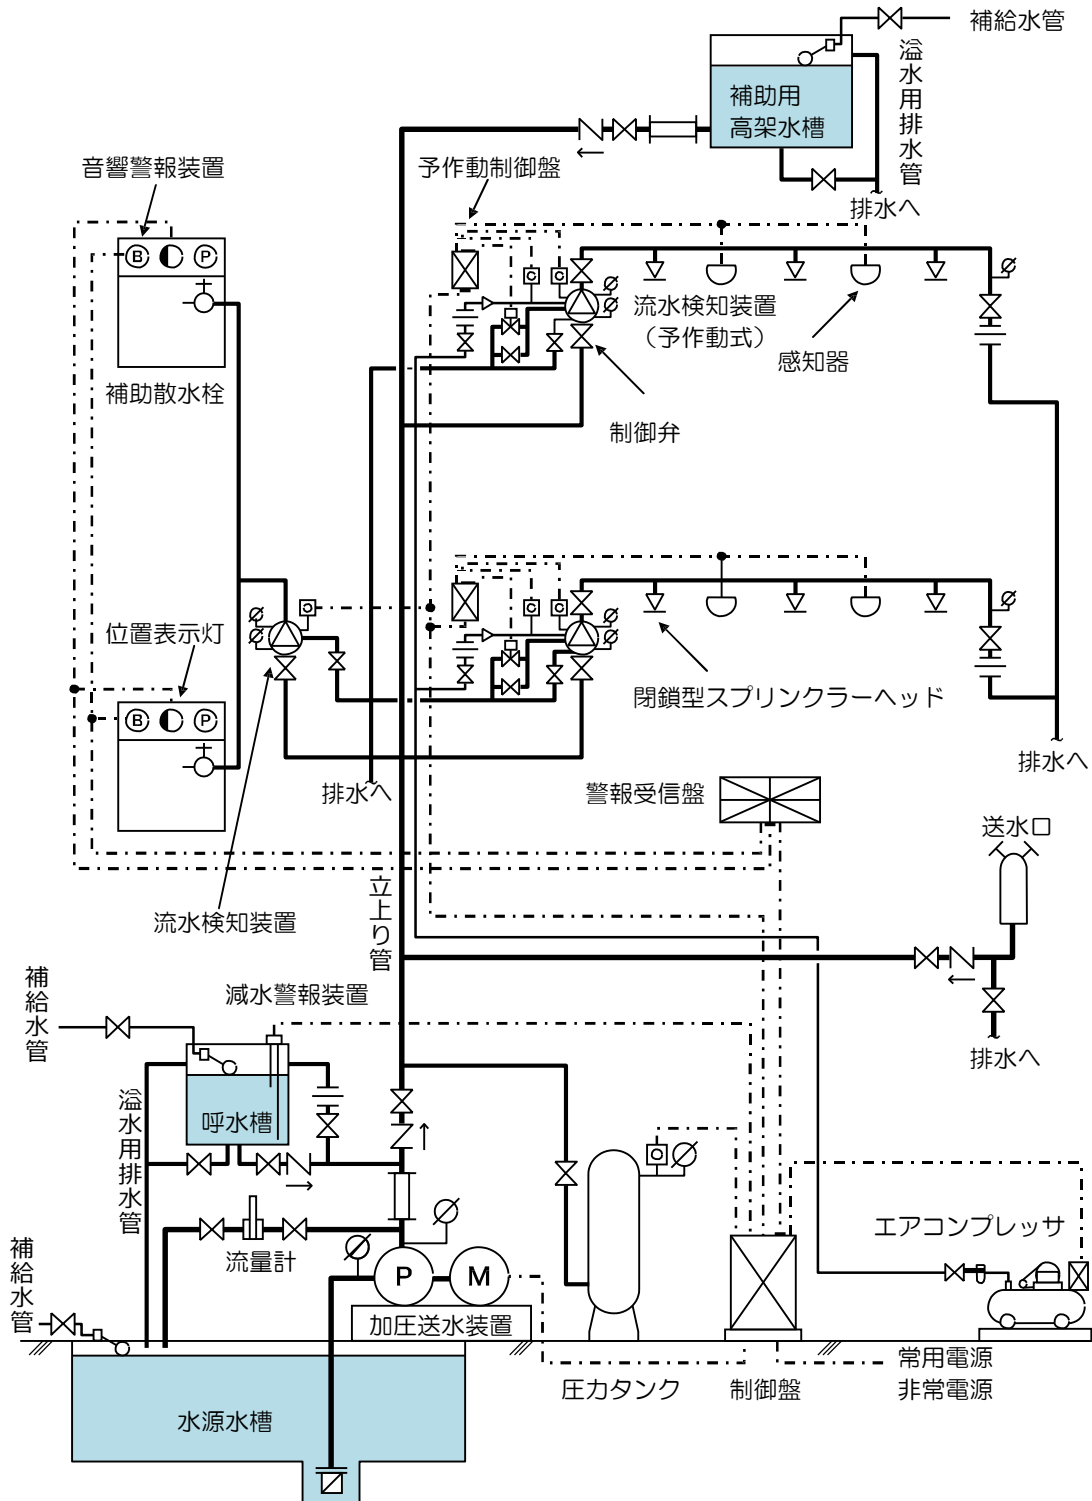 補給水管
溢水用排水管
補助用
高架水槽
排水へ
音響警報装置
予作動制御盤
B
P
流水検知装置
(予作動式)
感知器
補助散水栓
制御弁
位置表示灯
B
P
閉鎖型スプリンクラーヘッド
排水へ
排水へ
警報受信盤
送水口
立上り管
流水検知装置
補給水管
減水警報装置
排水へ
溢水用排水管
呼水槽
補給水管
流量計
エアコンプレッサ
P
M
加圧送水装置
圧力タンク
制御盤
常用電源
非常電源
水源水槽